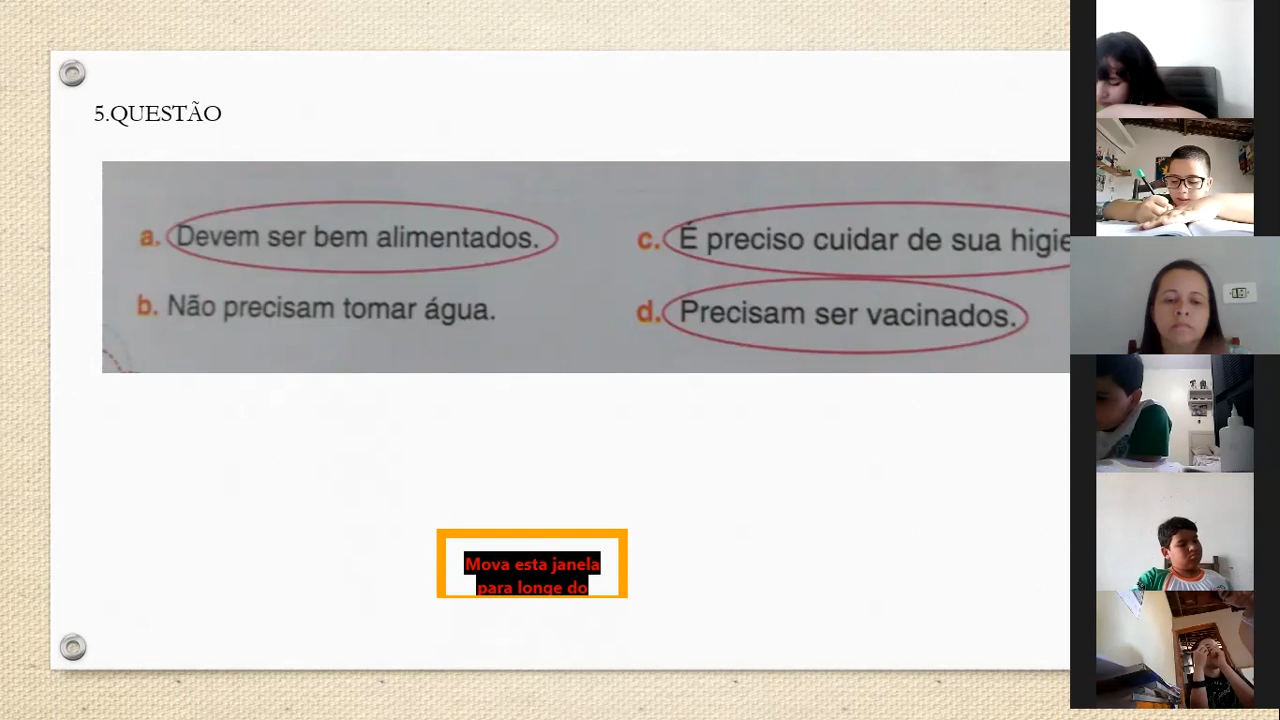 5.QUESTÃO
a. Devem ser bem alimentados.
c. É preciso cuidar de sua
b. Não precisam tomar água.
d. Precisam ser vacinados.
Mova esta janela
para longe do